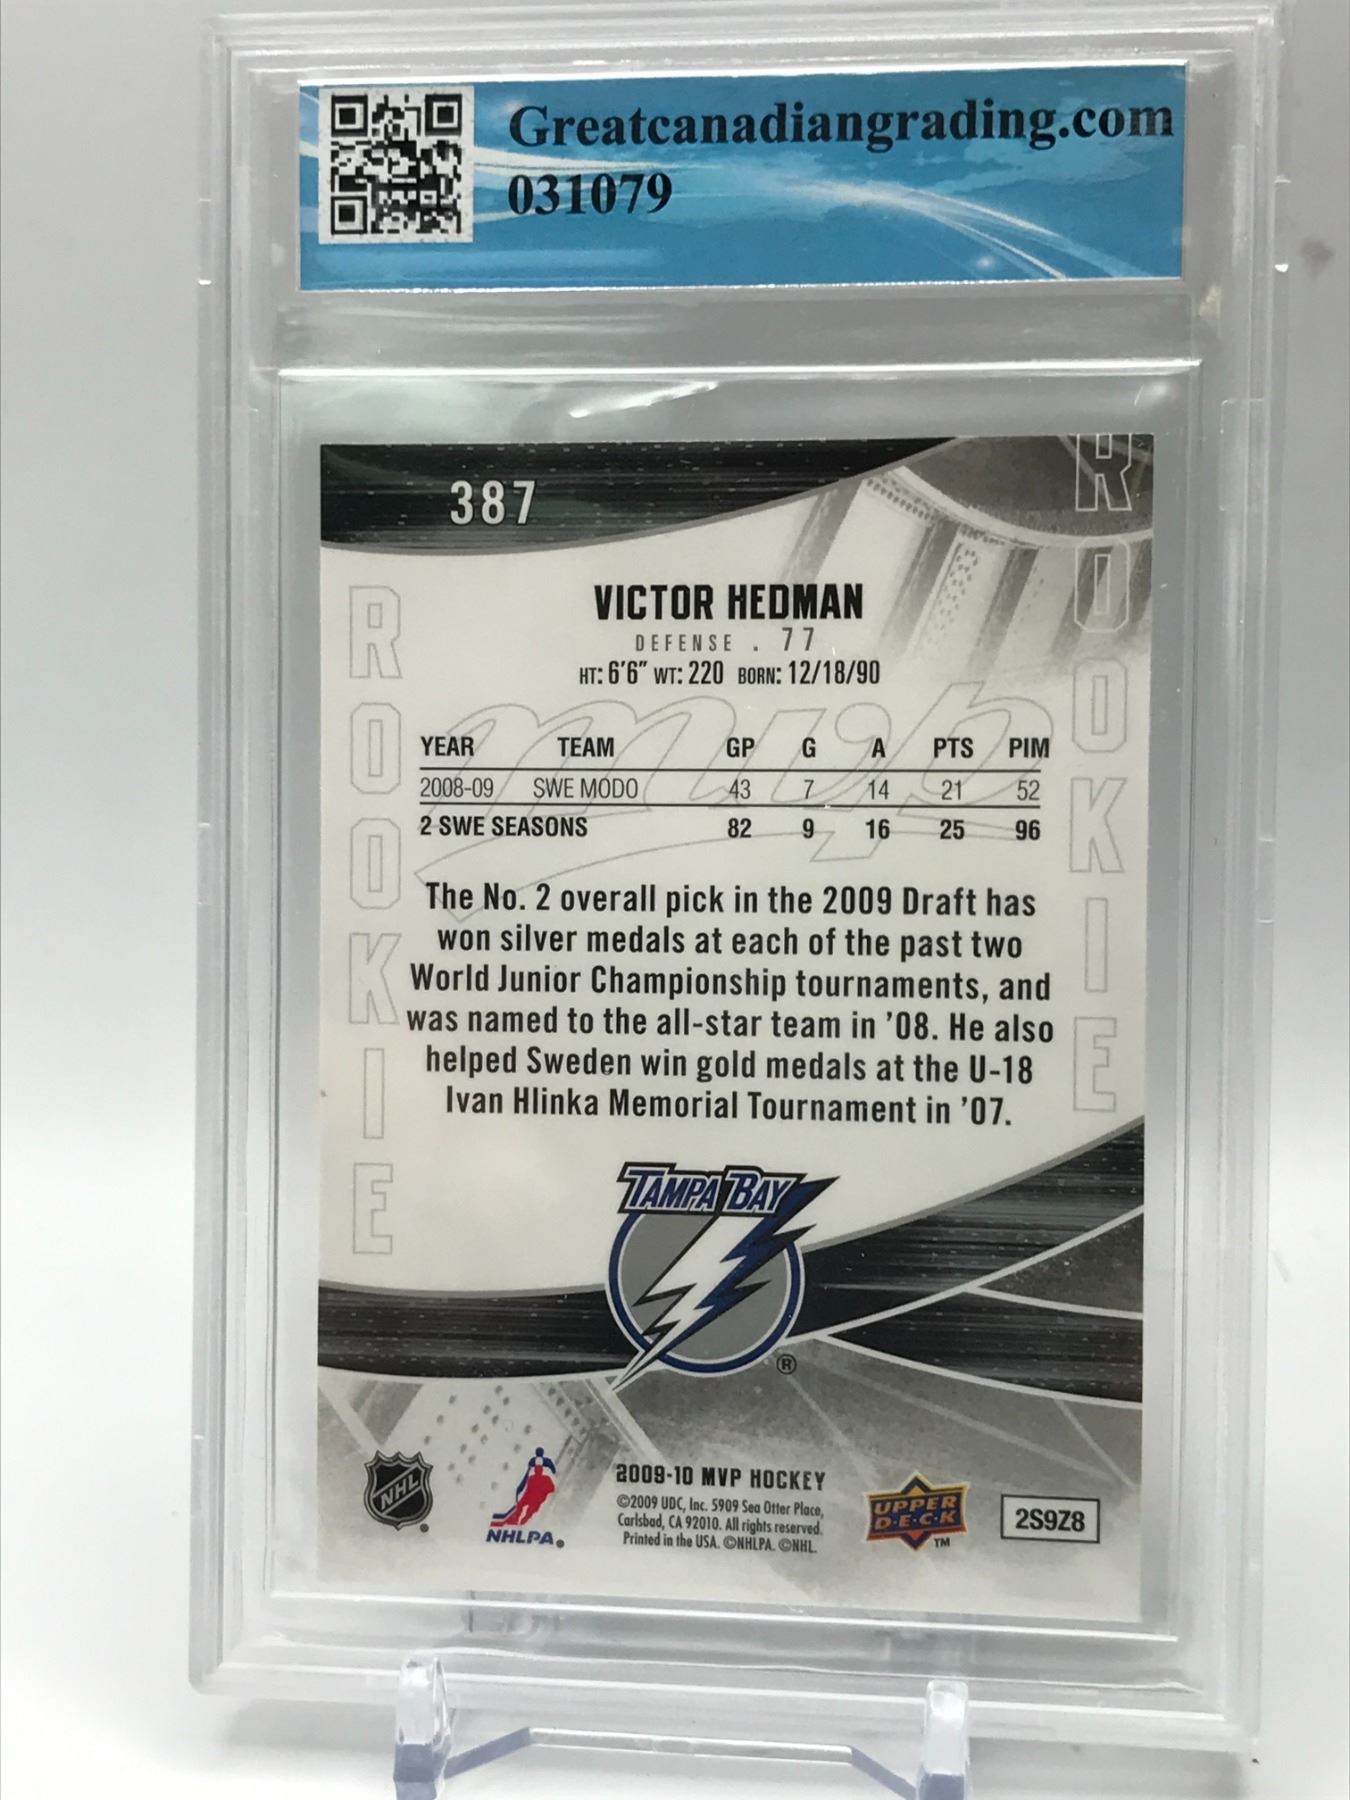 Greatcanadiangrading.com
031079
387
ROOKIE
ROOKIE
VICTOR HEDMAN
DEFENSE . 77
HT: 6'6" WT: 220 BORN: 12/18/90
mvp
YEAR TEAM GP G A PTS PIM
2008-09 SWE MODO 43 7 14 21 52
2 SWE SEASONS 82 9 16 25 96
The No. 2 overall pick in the 2009 Draft has
won silver medals at each of the past two
World Junior Championship tournaments, and
was named to the all-star team in '08. He also
helped Sweden win gold medals at the U-18
Ivan Hlinka Memorial Tournament in '07.
TAMPA BAY
®
NHL
NHLPA®
2009-10 MVP HOCKEY
©2009 UDC, Inc. 5909 Sea Otter Place,
Carlsbad, CA 92010. All rights reserved.
Printed in the USA. ©NHLPA. ©NHL.
UPPER
D·E·C·K
TM
2S9Z8